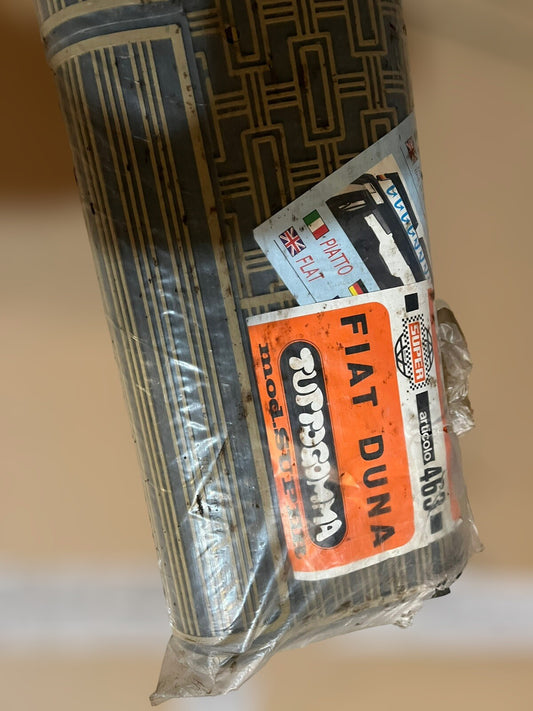 PIATTO
FLAT
SUPER
articolo 463
FIAT DUNA
TUTTOGOMMA
mod. SUPER